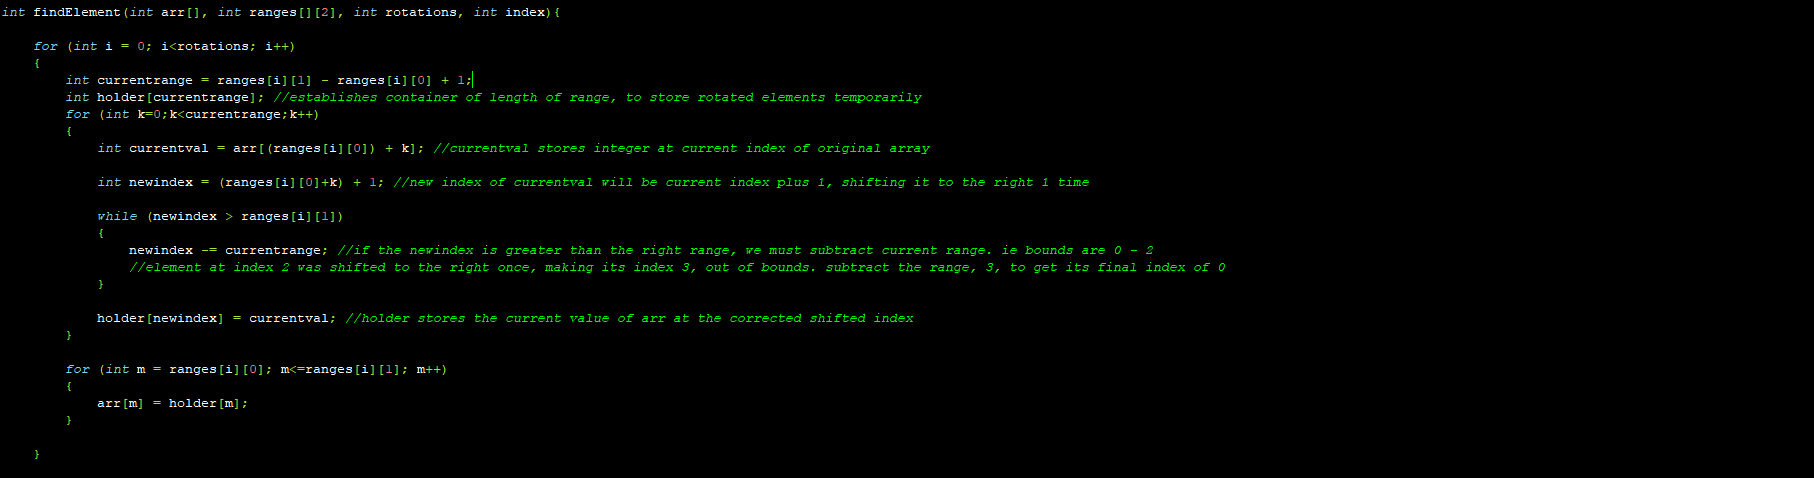 int findElement(int arr[], int ranges[][2], int rotations, int index){
for (int i = 0; i<rotations; i++)
{
int currentrange = ranges[i][1] - ranges[i][0] + 1;
int holder[currentrange]; //establishes container of length of range, to store rotated elements temporarily
for (int k=0;k<currentrange;k++)
{
int currentval = arr[(ranges[i][0]) + k]; //currentval stores integer at current index of original array
int newindex = (ranges[i][0]+k) + 1; //new index of currentval will be current index plus 1, shifting it to the right 1 time
while (newindex > ranges[i][1])
{
newindex -= currentrange; //if the newindex is greater than the right range, we must subtract current range. ie bounds are 0 - 2
//element at index 2 was shifted to the right once, making its index 3, out of bounds. subtract the range, 3, to get its final index of 0
}
holder[newindex] = currentval; //holder stores the current value of arr at the corrected shifted index
}
for (int m = ranges[i][0]; m<=ranges[i][1]; m++)
{
arr[m] = holder[m];
}
}